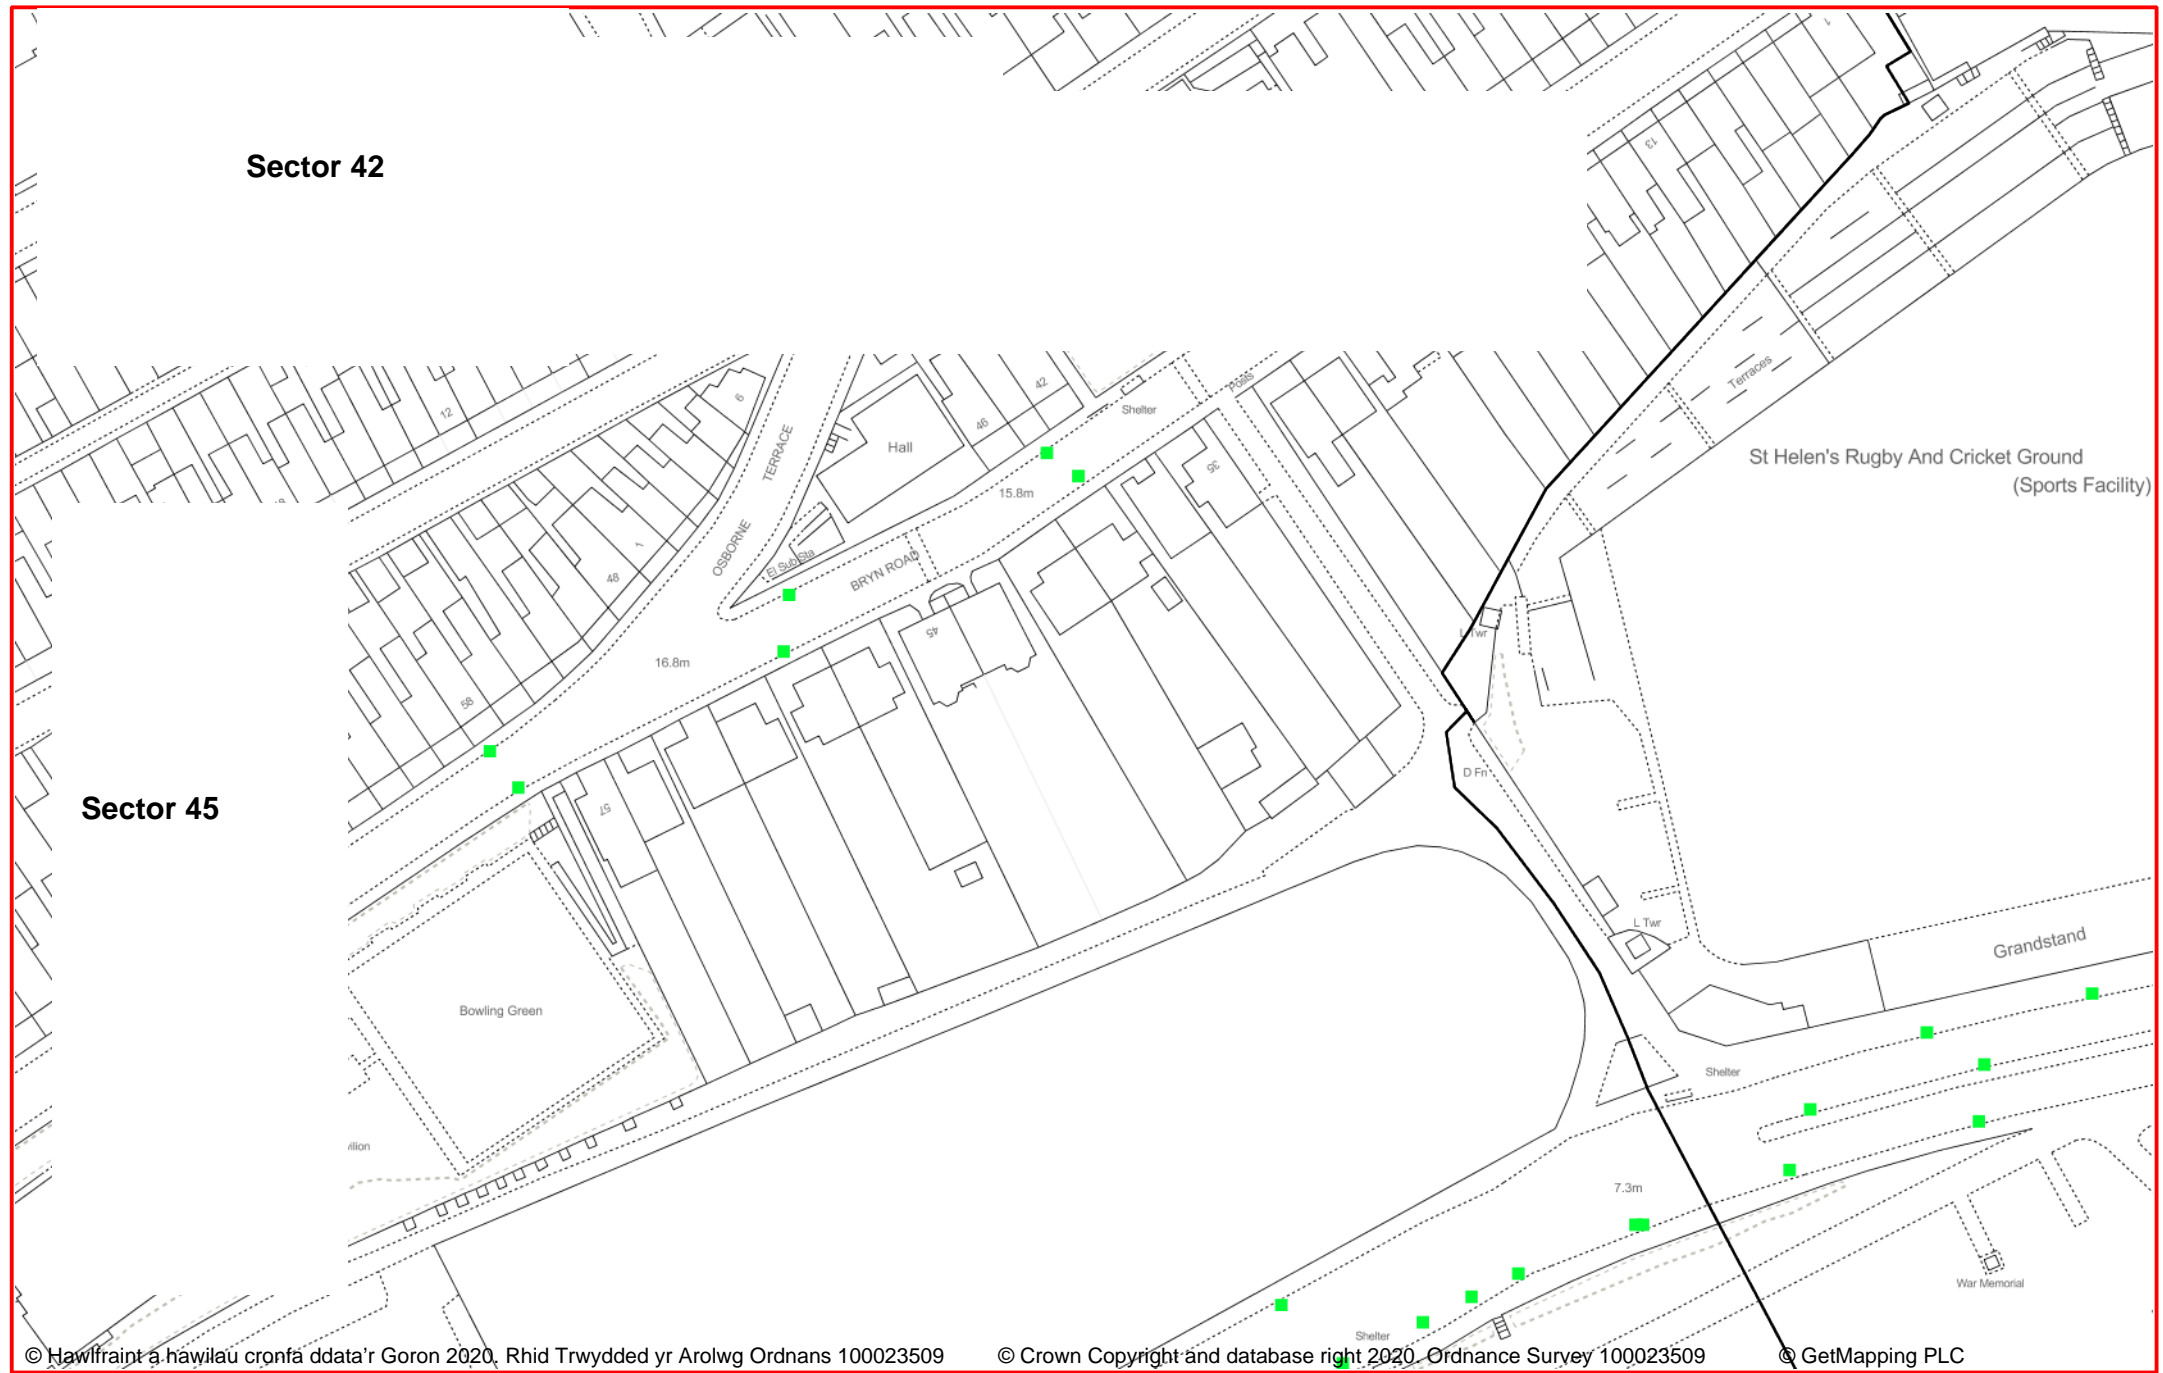 Sector 42
13
Terraces
St Helen's Rugby And Cricket Ground
(Sports Facility)
12
6
42
46
Posts
Shelter
Hall
TERRACE
OSBORNE
35
15.8m
El Sub Sta
BRYN ROAD
1
48
45
16.8m
L Twr
58
D Fn
Sector 45
57
L Twr
Grandstand
Bowling Green
Shelter
7.3m
War Memorial
Shelter
© Hawlfraint a hawilau cronfa ddata'r Goron 2020, Rhid Trwydded yr Arolwg Ordnans 100023509 © Crown Copyright and database right 2020, Ordnance Survey 100023509 © GetMapping PLC